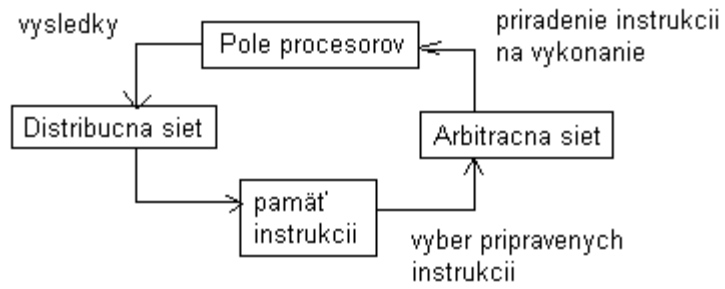 vysledky
Pole procesorov
priradenie instrukcii
na vykonanie
Distribucna siet
Arbitracna siet
pamäť
instrukcii
vyber pripravenych
instrukcii